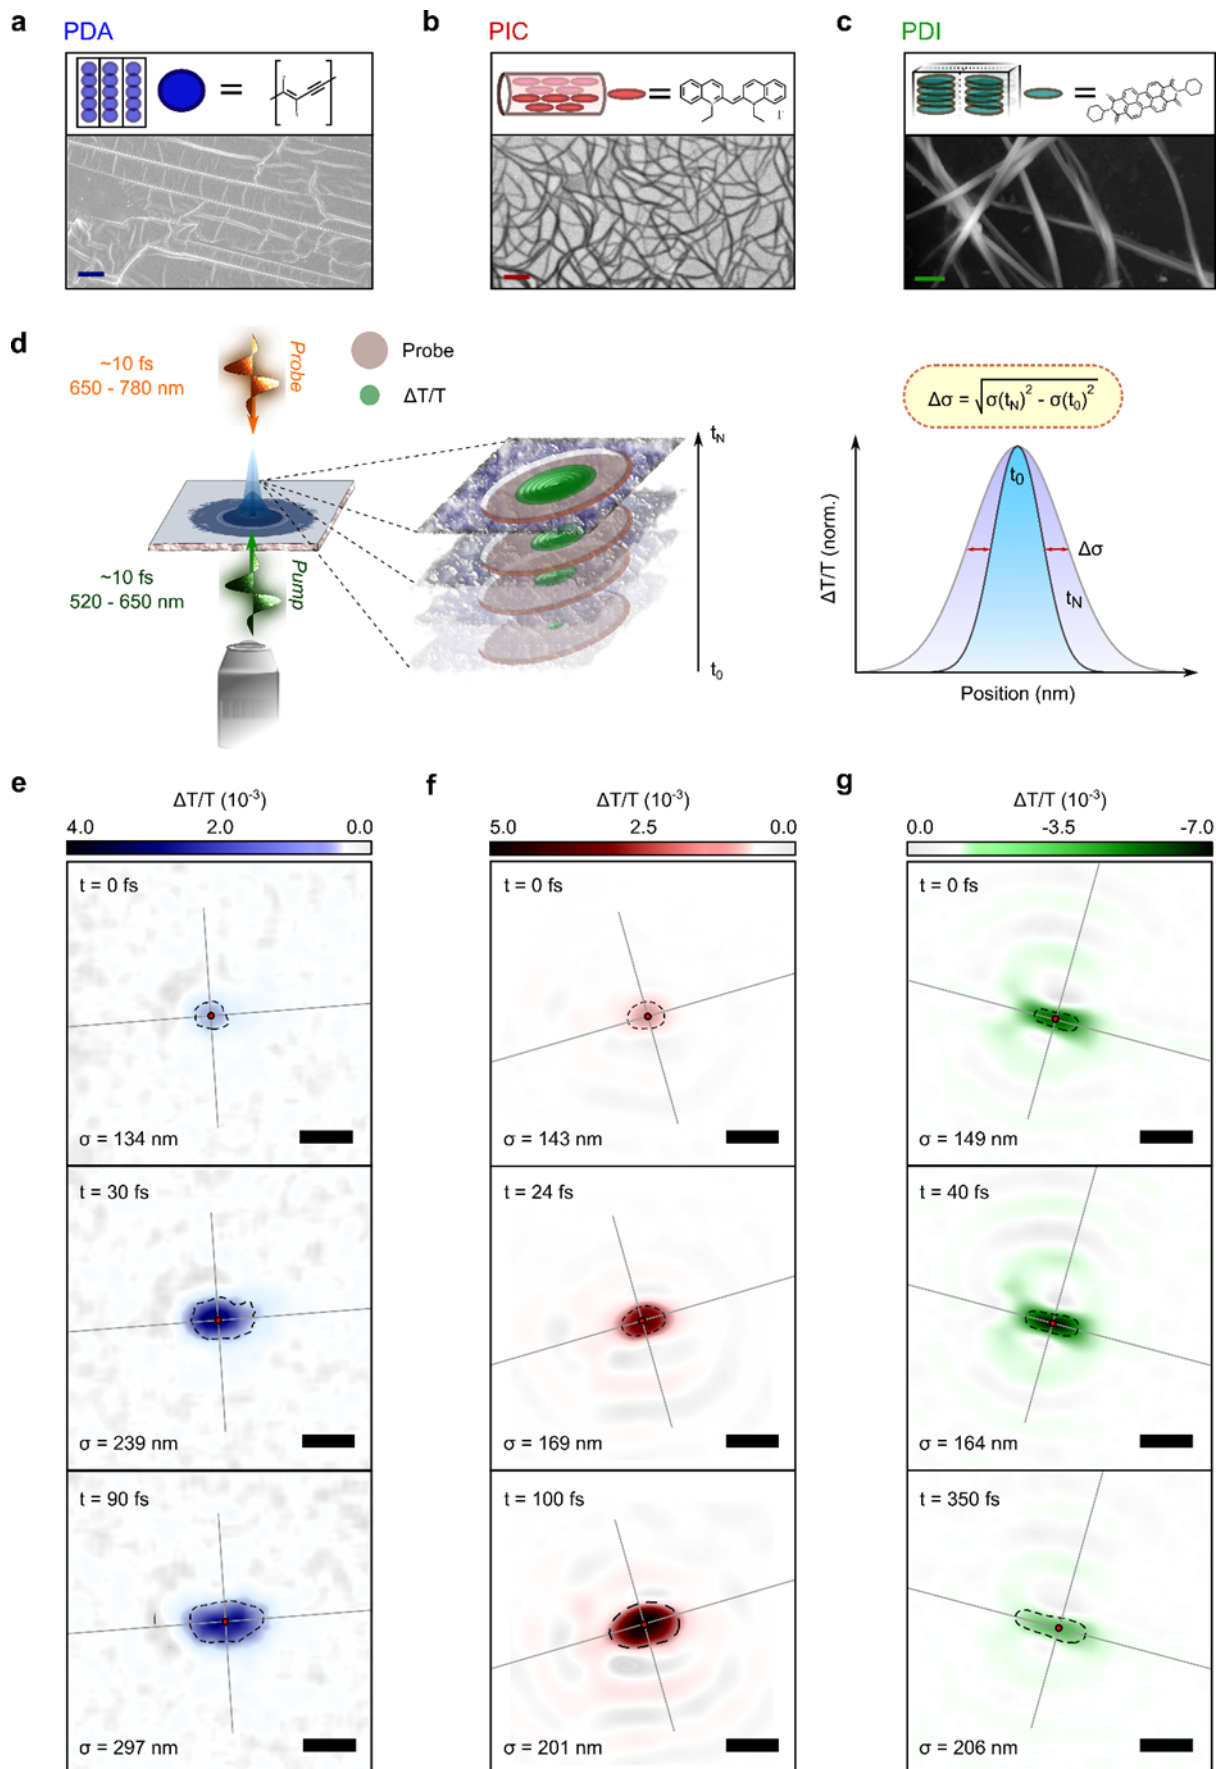 a PDA
b PIC
c PDI
I⁻
d
~10 fs
650 - 780 nm
Probe
Probe
ΔT/T
~10 fs
520 - 650 nm
Pump
tN
t0
Δσ = √σ(tN)² - σ(t0)²
ΔT/T (norm.)
t0
Δσ
tN
Position (nm)
e
ΔT/T (10⁻³)
4.0 2.0 0.0
t = 0 fs
σ = 134 nm
t = 30 fs
σ = 239 nm
t = 90 fs
σ = 297 nm
f
ΔT/T (10⁻³)
5.0 2.5 0.0
t = 0 fs
σ = 143 nm
t = 24 fs
σ = 169 nm
t = 100 fs
σ = 201 nm
g
ΔT/T (10⁻³)
0.0 -3.5 -7.0
t = 0 fs
σ = 149 nm
t = 40 fs
σ = 164 nm
t = 350 fs
σ = 206 nm